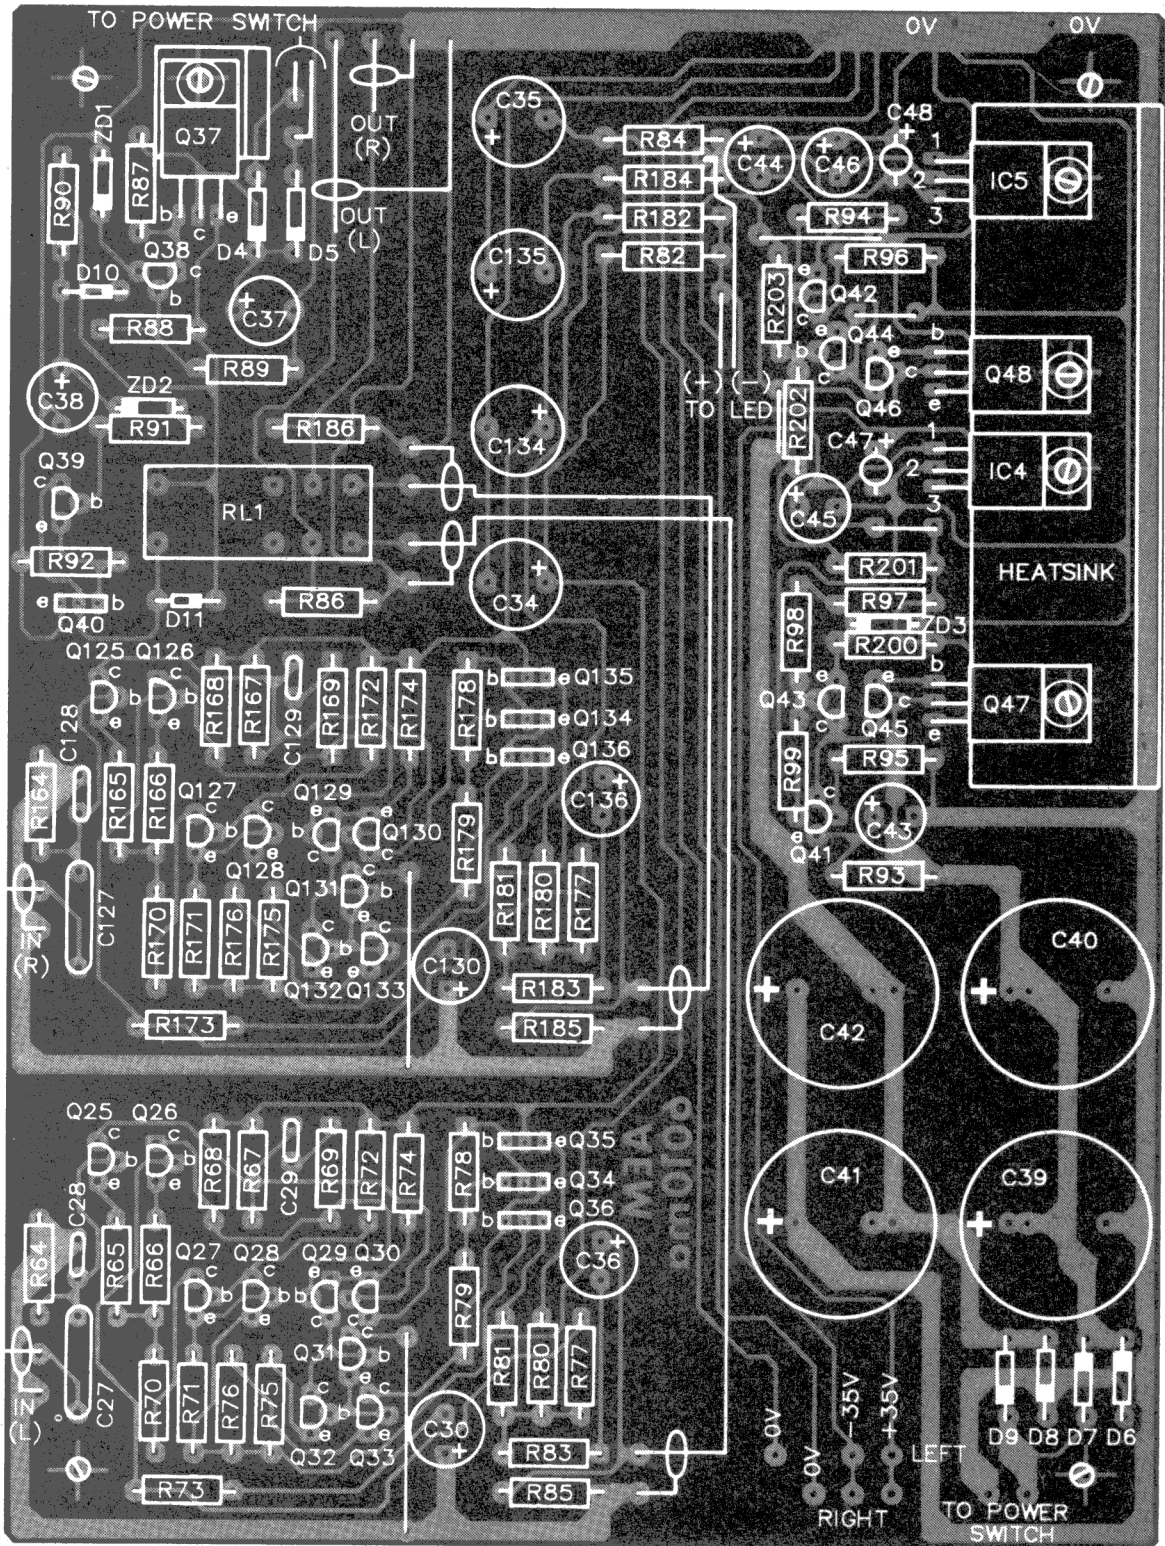 TO POWER SWITCH
0V
0V
ZD1
Q37
R87
R90
b
c
e
D4
D5
OUT
(R)
OUT
(L)
C35
+
R84
R184
R182
R82
C44
+
C46
+
C48
+
1
2
3
IC5
R94
R96
Q38
c
b
D10
R88
C37
+
R89
C135
+
R203
e
c
Q42
Q44
e
b
c
e
c
Q46
b
e
Q48
(+) (-)
TO LED
C38
+
ZD2
R91
R186
C134
+
R202
C47
+
1
2
3
IC4
C45
+
Q39
c
b
e
RL1
R92
e
b
Q40
D11
R86
C34
+
R201
R97
R98
ZD3
R200
HEATSINK
Q125
Q126
c
b
e
c
b
e
R168
R167
C129
R169
R172
R174
R178
b
e
Q135
Q134
b
e
Q136
Q43
e
b
c
c
Q45
e
b
e
Q47
R99
R95
C128
R164
R165
R166
Q127
c
b
e
Q128
Q129
e
b
c
e
c
Q130
R179
C136
+
c
e
Q41
C43
+
R93
C127
IN
(R)
R170
R171
R176
R175
Q131
c
b
e
c
b
e
c
e
Q132
Q133
C130
+
R181
R180
R177
R183
R185
R173
C42
+
C40
+
Q25
Q26
c
b
e
c
b
e
R68
R67
C29
R69
R72
R74
R78
b
e
Q35
b
e
Q34
b
e
Q36
AEM
6010MB
C41
+
C39
+
C28
R64
R65
R66
Q27
c
b
e
Q28
c
b
e
Q29
Q30
e
b
c
e
c
R79
C36
+
C27
IN
(L)
R70
R71
R76
R75
Q31
c
b
e
c
b
e
c
e
Q32
Q33
C30
+
R81
R80
R77
R83
R85
R73
0V
0V
-35V
+35V
LEFT
RIGHT
D9
D8
D7
D6
TO POWER
SWITCH